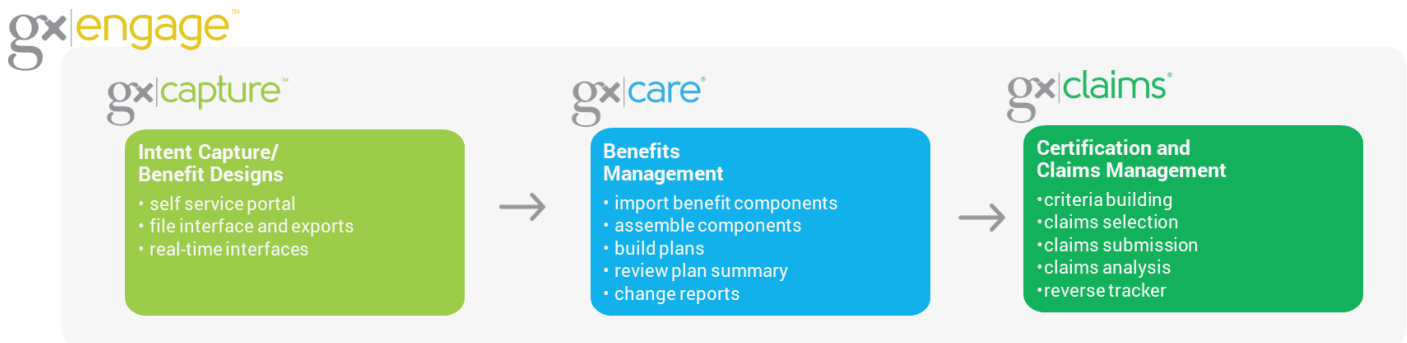 gx|engage™
gx|capture™
Intent Capture/
Benefit Designs
• self service portal
• file interface and exports
• real-time interfaces
gx|care®
Benefits
Management
• import benefit components
• assemble components
• build plans
• review plan summary
• change reports
gx|claims®
Certification and
Claims Management
•criteria building
•claims selection
•claims submission
•claims analysis
•reverse tracker